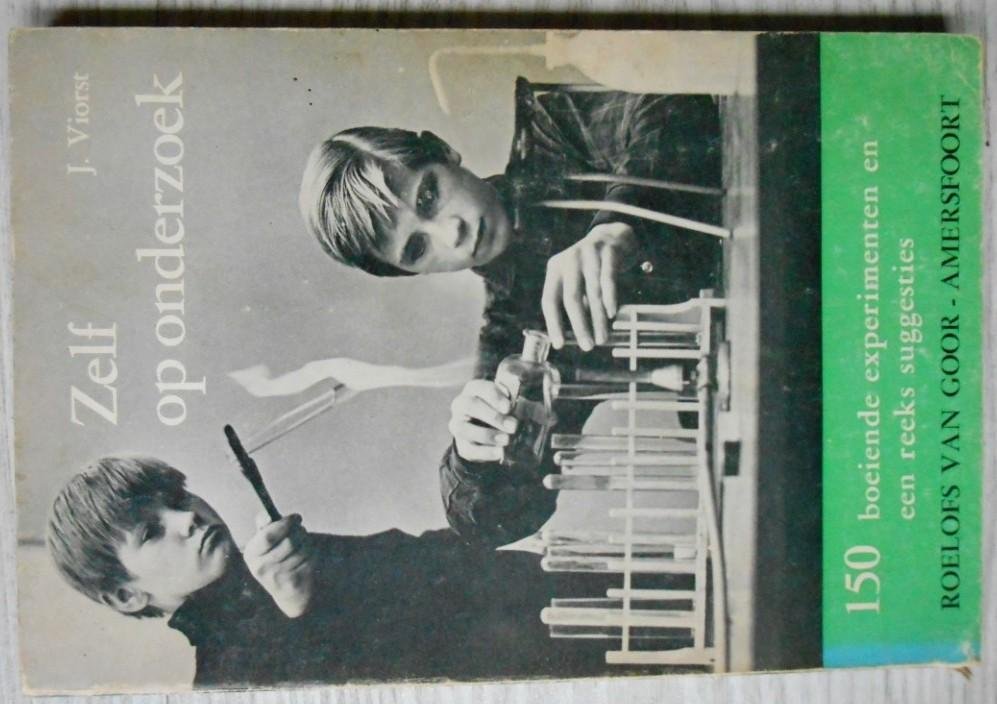 J. Viorst
Zelf
op onderzoek
150 boeiende experimenten en
een reeks suggesties
ROELOFS VAN GOOR - AMERSFOORT